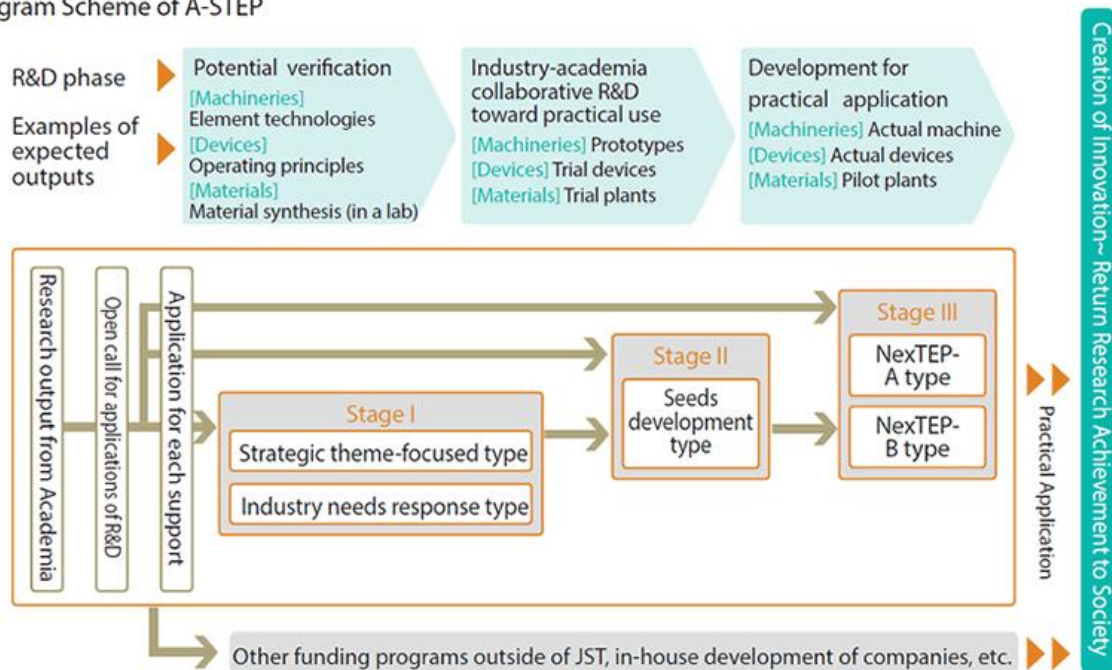 gram Scheme of A-STEP
R&D phase
Examples of
expected
outputs
Potential verification
[Machineries]
Element technologies
[Devices]
Operating principles
[Materials]
Material synthesis (in a lab)
Industry-academia
collaborative R&D
toward practical use
[Machineries] Prototypes
[Devices] Trial devices
[Materials] Trial plants
Development for
practical application
[Machineries] Actual machine
[Devices] Actual devices
[Materials] Pilot plants
Research output from Academia
Open call for applications of R&D
Application for each support
Stage I
Strategic theme-focused type
Industry needs response type
Stage II
Seeds
development
type
Stage III
NexTEP-
A type
NexTEP-
B type
Practical Application
Creation of Innovation~ Return Research Achievement to Society
Other funding programs outside of JST, in-house development of companies, etc.